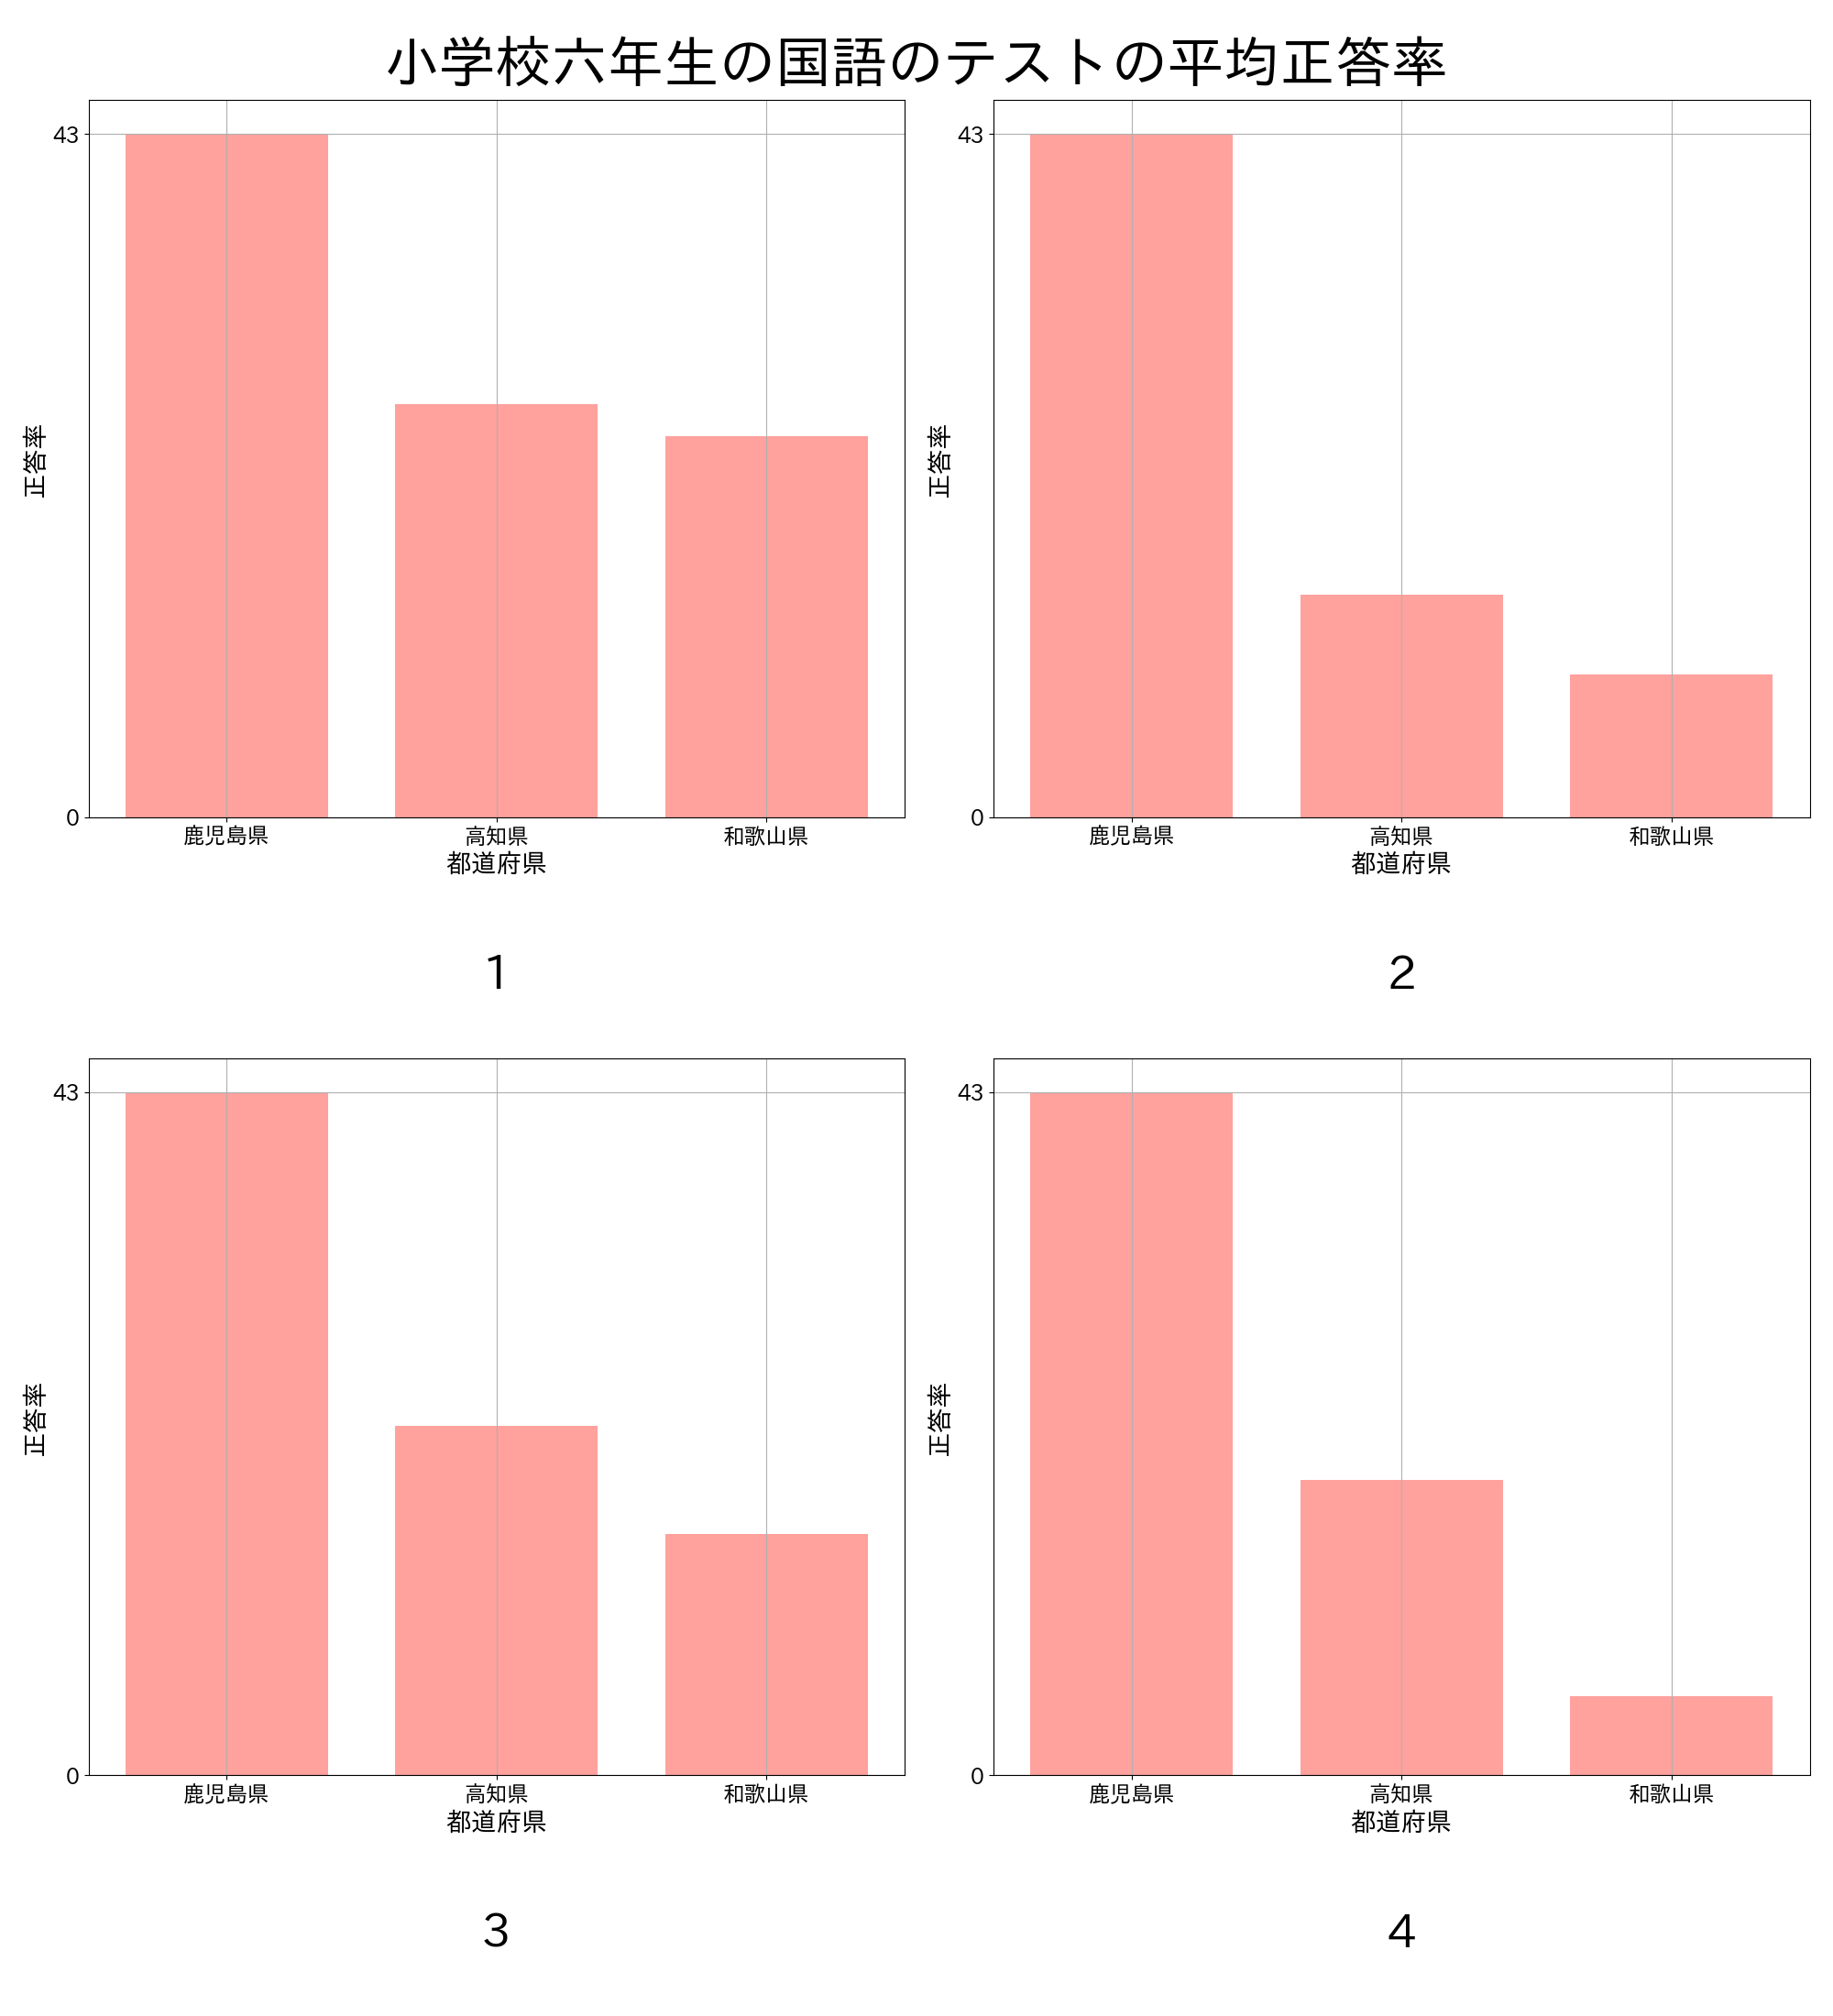 小学校六年生の国語のテストの平均正答率
43
0
正答率
鹿児島県 高知県 和歌山県
都道府県
1
43
0
正答率
鹿児島県 高知県 和歌山県
都道府県
2
43
0
正答率
鹿児島県 高知県 和歌山県
都道府県
3
43
0
正答率
鹿児島県 高知県 和歌山県
都道府県
4